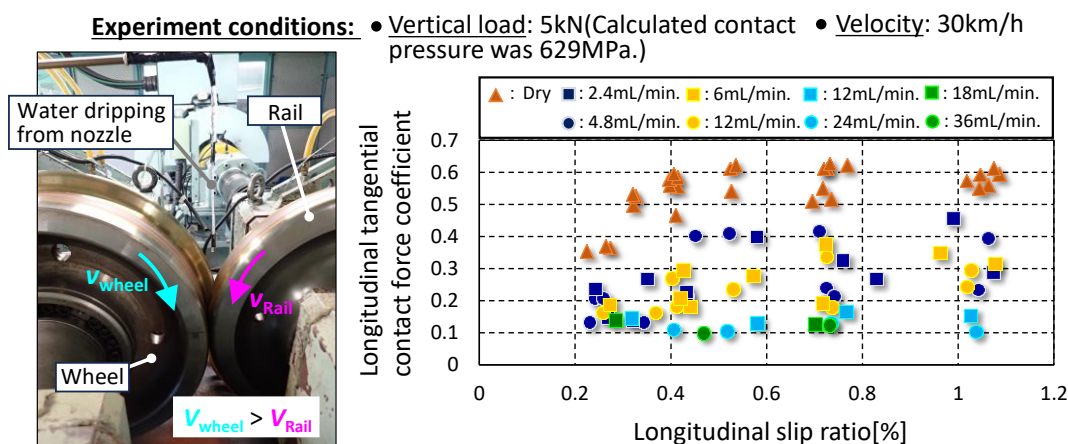 Experiment conditions: ● Vertical load: 5kN(Calculated contact pressure was 629MPa.)
● Velocity: 30km/h
Water dripping from nozzle
Rail
Wheel
Vwheel
VRail
Vwheel > VRail
: Dry
: 2.4mL/min.
: 6mL/min.
: 12mL/min.
: 18mL/min.
: 4.8mL/min.
: 12mL/min.
: 24mL/min.
: 36mL/min.
Longitudinal tangential
contact force coefficient
0.7
0.6
0.5
0.4
0.3
0.2
0.1
0
0
0.2
0.4
0.6
0.8
1
1.2
Longitudinal slip ratio[%]